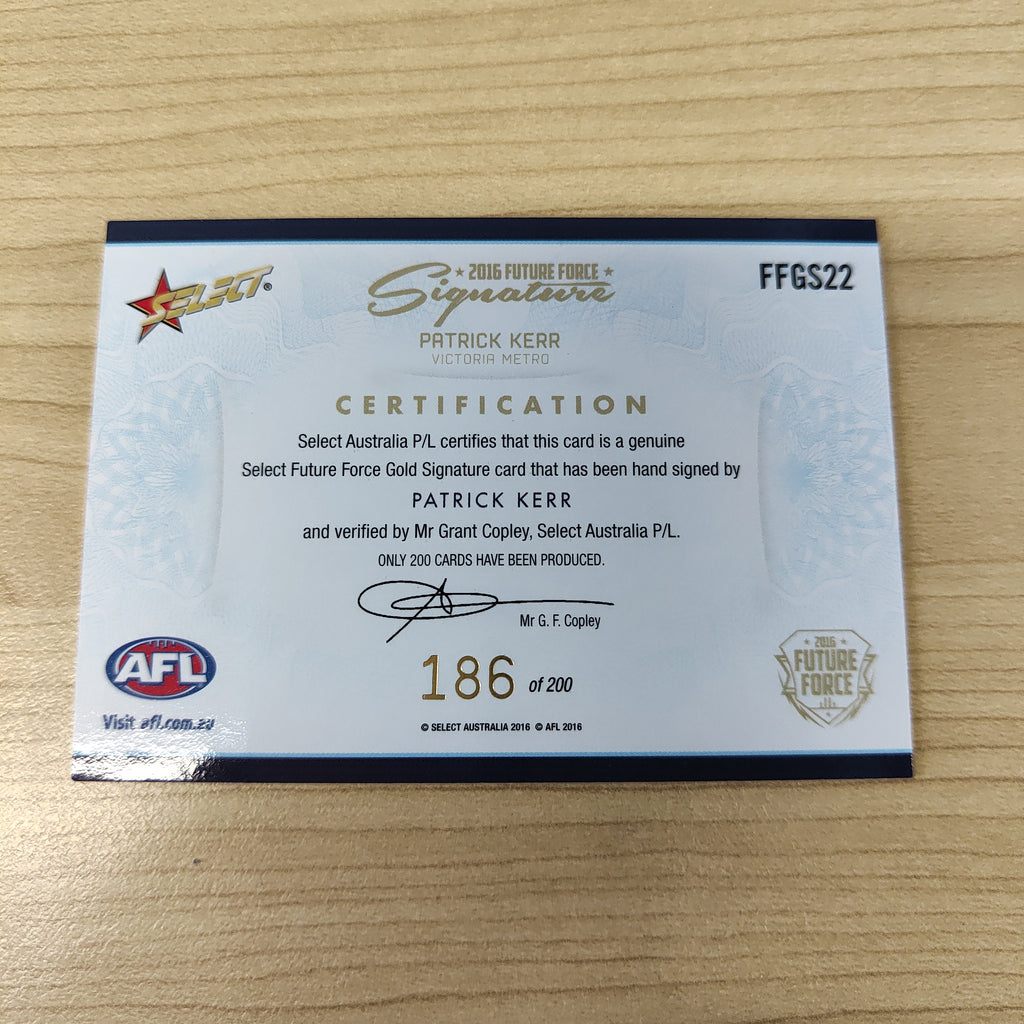 SELECT®
2016 FUTURE FORCE
Signature
FFGS22
PATRICK KERR
VICTORIA METRO
CERTIFICATION
Select Australia P/L certifies that this card is a genuine
Select Future Force Gold Signature card that has been hand signed by
PATRICK KERR
and verified by Mr Grant Copley, Select Australia P/L.
ONLY 200 CARDS HAVE BEEN PRODUCED.
Mr G. F. Copley
186 of 200
© SELECT AUSTRALIA 2016 © AFL 2016
AFL
Visit afl.com.au
2016
FUTURE
FORCE